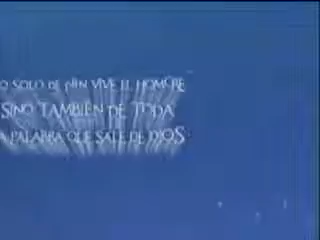 O SOLO DE PAN VIVE EL HOMBRE
SINO TAMBIÉN DE TODA
A PALABRA QUE SALE DE DIOS